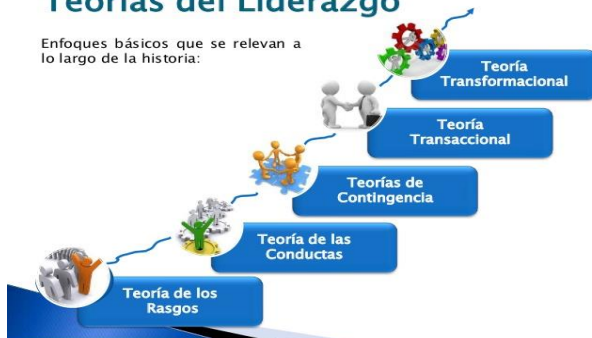 Teorías del Liderazgo
Enfoques básicos que se relevan a
lo largo de la historia:
Teoría
Transformacional
Teoría
Transaccional
Teorías de
Contingencia
Teoría de las
Conductas
Teoría de los
Rasgos